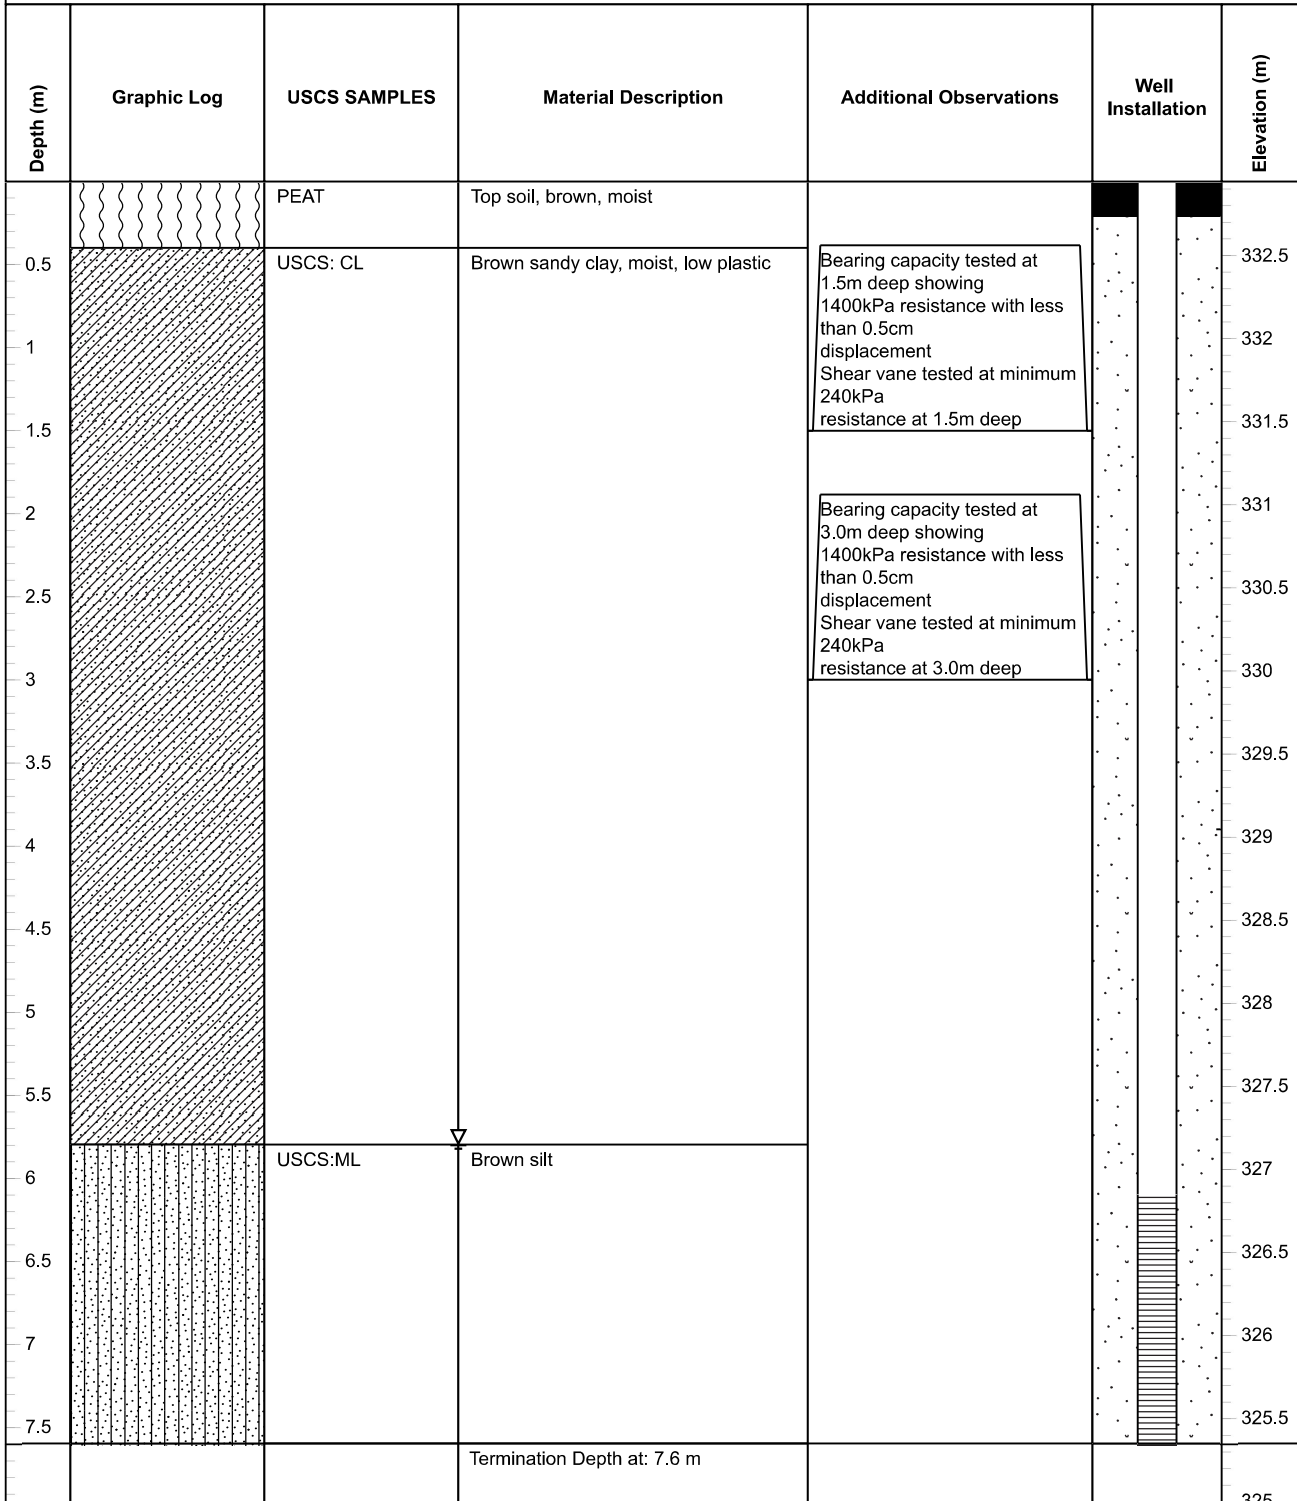 Depth (m)
Graphic Log
USCS SAMPLES
Material Description
Additional Observations
Well
Installation
Elevation (m)
PEAT
Top soil, brown, moist
0.5
USCS: CL
Brown sandy clay, moist, low plastic
Bearing capacity tested at
1.5m deep showing
1400kPa resistance with less
than 0.5cm
displacement
Shear vane tested at minimum
240kPa
resistance at 1.5m deep
332.5
1
332
1.5
331.5
2
Bearing capacity tested at
3.0m deep showing
1400kPa resistance with less
than 0.5cm
displacement
Shear vane tested at minimum
240kPa
resistance at 3.0m deep
331
2.5
330.5
3
330
3.5
329.5
4
329
4.5
328.5
5
328
5.5
327.5
USCS:ML
Brown silt
6
327
6.5
326.5
7
326
7.5
325.5
Termination Depth at: 7.6 m
325